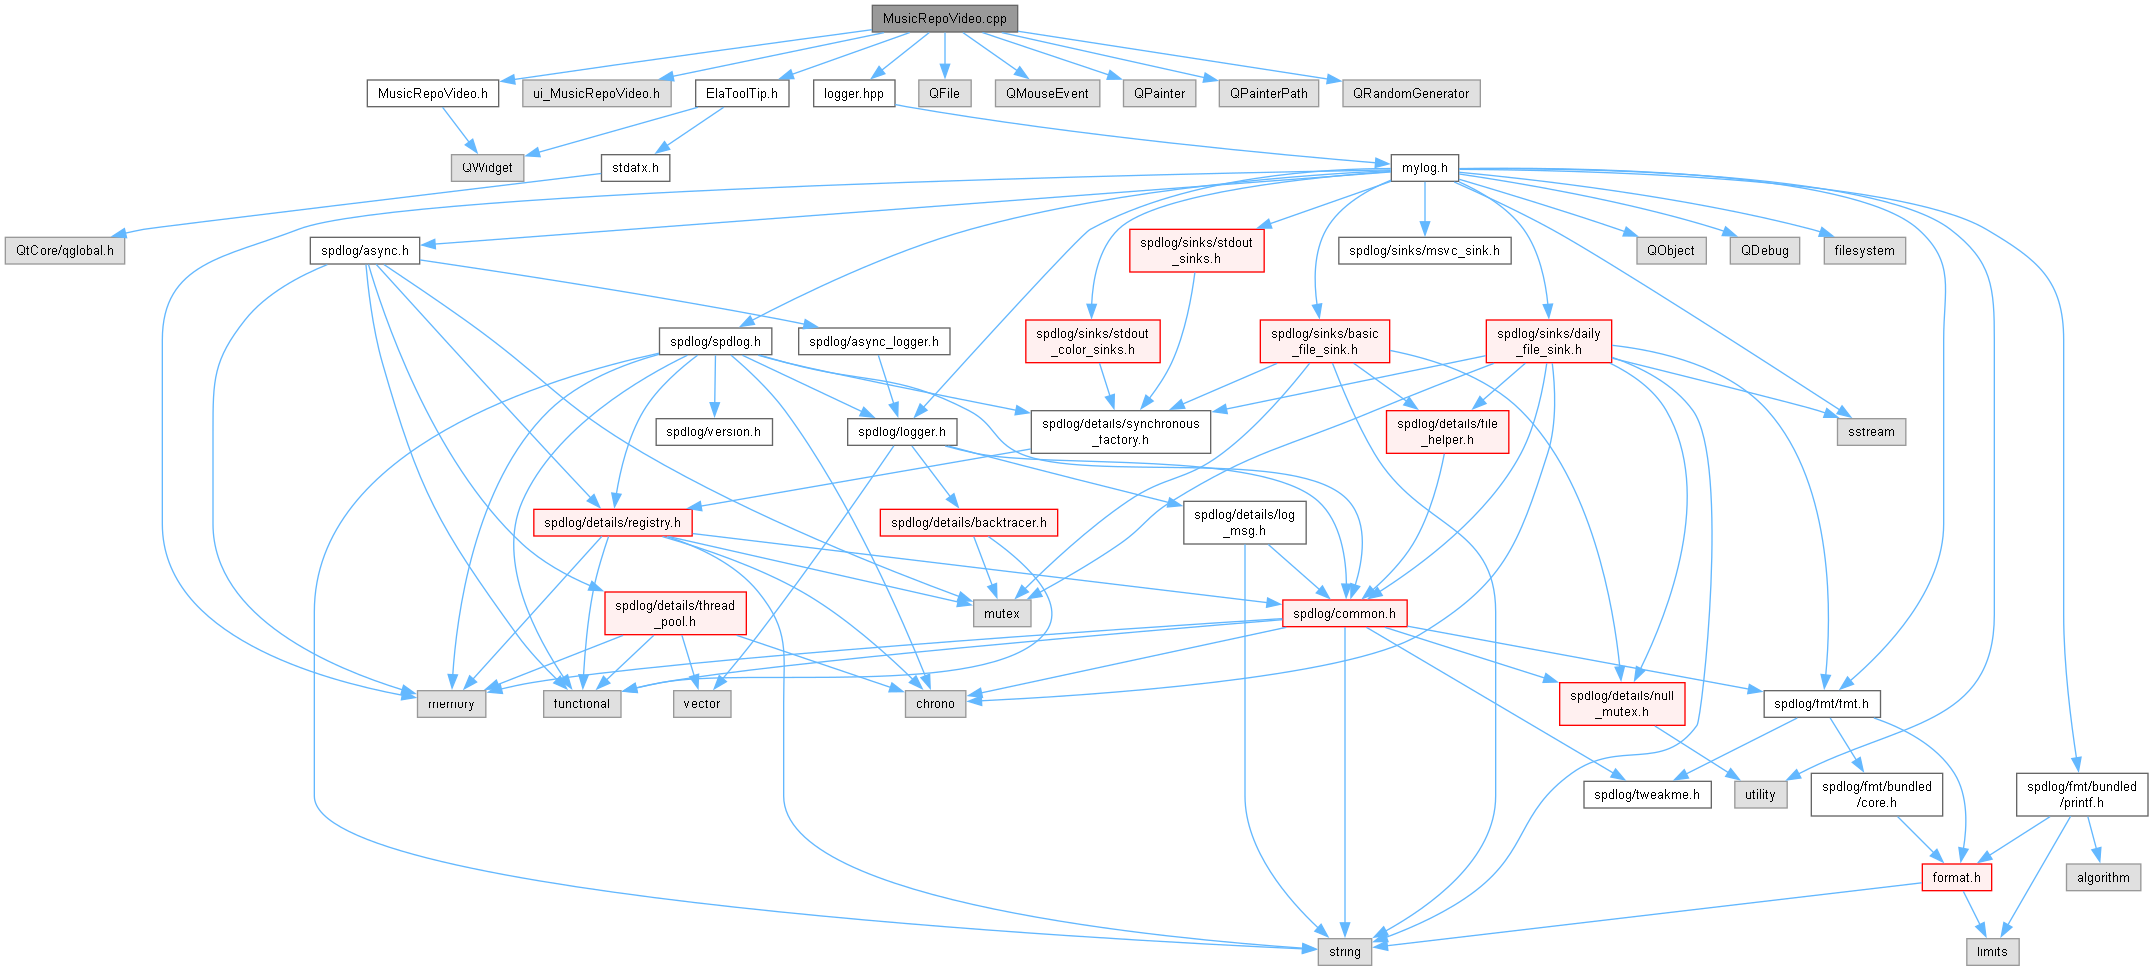 MusicRepoVideo.cpp
MusicRepoVideo.h
ui_MusicRepoVideo.h
ElaToolTip.h
logger.hpp
QFile
QMouseEvent
QPainter
QPainterPath
QRandomGenerator
QWidget
stdafx.h
mylog.h
QtCore/qglobal.h
spdlog/async.h
spdlog/sinks/stdout
_sinks.h
spdlog/sinks/msvc_sink.h
QObject
QDebug
filesystem
spdlog/spdlog.h
spdlog/async_logger.h
spdlog/sinks/stdout
_color_sinks.h
spdlog/sinks/basic
_file_sink.h
spdlog/sinks/daily
_file_sink.h
spdlog/version.h
spdlog/logger.h
spdlog/details/synchronous
_factory.h
spdlog/details/file
_helper.h
sstream
spdlog/details/registry.h
spdlog/details/backtracer.h
spdlog/details/log
_msg.h
spdlog/details/thread
_pool.h
mutex
spdlog/common.h
memory
functional
vector
chrono
spdlog/details/null
_mutex.h
spdlog/fmt/fmt.h
spdlog/tweakme.h
utility
spdlog/fmt/bundled
/core.h
spdlog/fmt/bundled
/printf.h
format.h
algorithm
string
limits